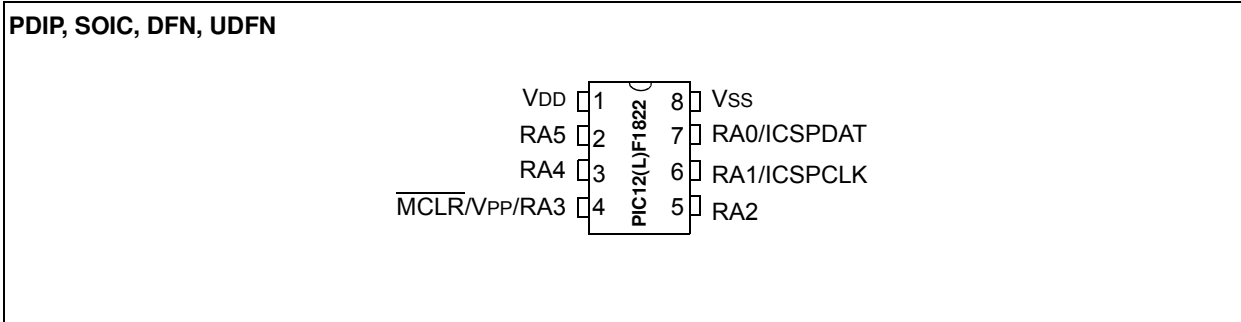 PDIP, SOIC, DFN, UDFN
VDD 1 8 VSS
RA5 2 7 RA0/ICSPDAT
RA4 3 6 RA1/ICSPCLK
MCLR/VPP/RA3 4 5 RA2
PIC12(L)F1822